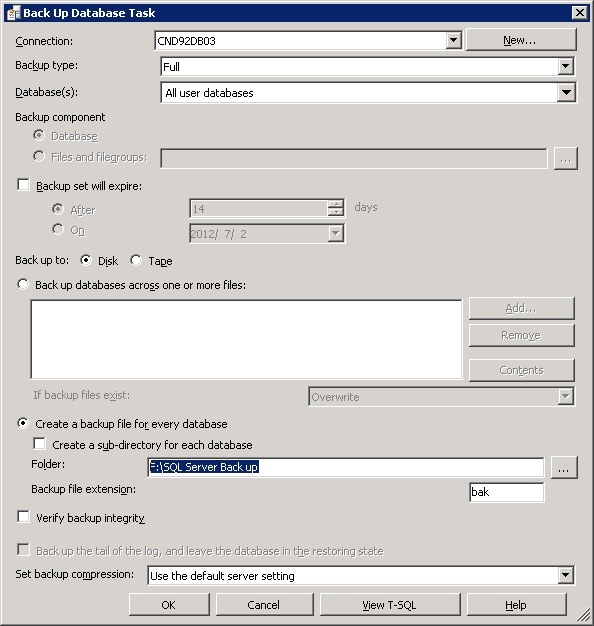 Back Up Database Task
Connection: CND92DB03 New...
Backup type: Full
Database(s): All user databases
Backup component
Database
Files and filegroups: ...
Backup set will expire:
After 14 days
On 2012/ 7/ 2
Back up to: Disk Tape
Back up databases across one or more files:
Add...
Remove
Contents
If backup files exist: Overwrite
Create a backup file for every database
Create a sub-directory for each database
Folder: F:\SQL Server Back up ...
Backup file extension: bak
Verify backup integrity
Back up the tail of the log, and leave the database in the restoring state
Set backup compression: Use the default server setting
OK Cancel View T-SQL Help